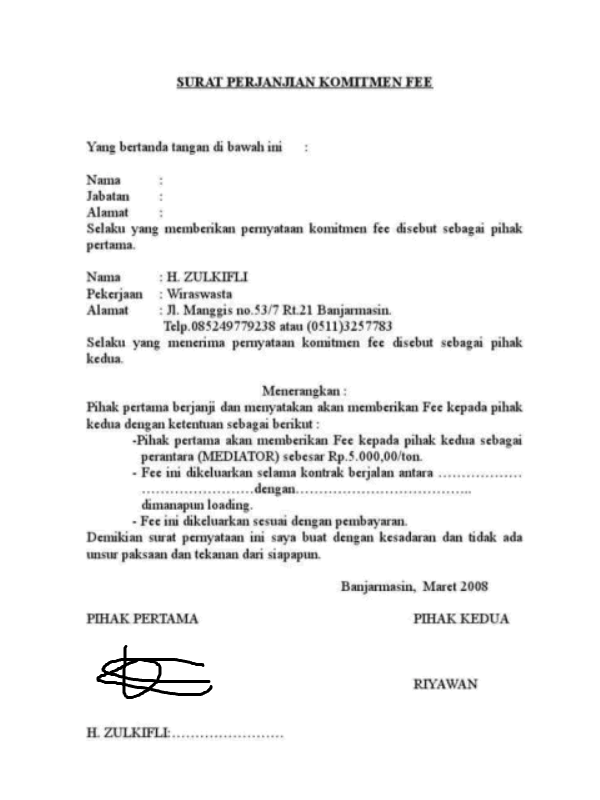 SURAT PERJANJIAN KOMITMEN FEE
Yang bertanda tangan di bawah ini :
Nama :
Jabatan :
Alamat :
Selaku yang memberikan pernyataan komitmen fee disebut sebagai pihak
pertama.
Nama : H. ZULKIFLI
Pekerjaan : Wiraswasta
Alamat : Jl. Manggis no.53/7 Rt.21 Banjarmasin.
Telp.085249779238 atau (0511)3257783
Selaku yang menerima pernyataan komitmen fee disebut sebagai pihak
kedua.
Menerangkan :
Pihak pertama berjanji dan menyatakan akan memberikan Fee kepada pihak
kedua dengan ketentuan sebagai berikut :
-Pihak pertama akan memberikan Fee kepada pihak kedua sebagai
perantara (MEDIATOR) sebesar Rp.5.000,00/ton.
- Fee ini dikeluarkan selama kontrak berjalan antara ………………
……………………dengan………………………………..
dimanapun loading.
- Fee ini dikeluarkan sesuai dengan pembayaran.
Demikian surat pernyataan ini saya buat dengan kesadaran dan tidak ada
unsur paksaan dan tekanan dari siapapun.
Banjarmasin, Maret 2008
PIHAK PERTAMA PIHAK KEDUA
RIYAWAN
H. ZULKIFLI:……………………